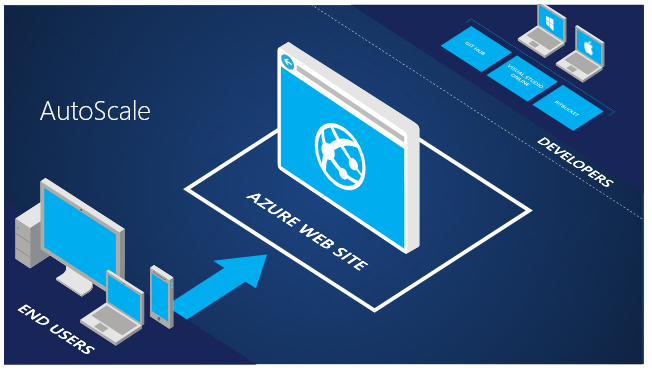 AutoScale
GIT HUB
VISUAL STUDIO
ONLINE
BITBUCKET
DEVELOPERS
AZURE WEB SITE
END USERS